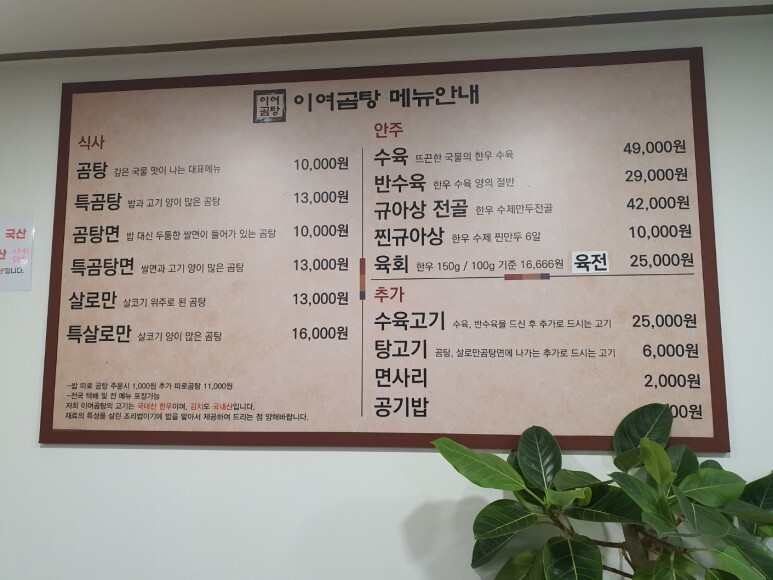 이여곰탕 이여곰탕 메뉴안내
식사
곰탕 깊은 국물 맛이 나는 대표메뉴 10,000원
특곰탕 밥과 고기 양이 많은 곰탕 13,000원
곰탕면 밥 대신 두툼한 쌀면이 들어가 있는 곰탕 10,000원
특곰탕면 쌀면과 고기 양이 많은 곰탕 13,000원
살로만 살코기 위주로 된 곰탕 13,000원
특살로만 살코기 양이 많은 곰탕 16,000원
-밥 따로 곰탕 주문시 1,000원 추가 따로곰탕 11,000원
-전국 택배 및 전 메뉴 포장가능
저희 이여곰탕의 고기는 국내산 한우이며, 김치도 국내산입니다.
재료의 특성을 살린 조리법이기에 밥을 말아서 제공하여 드리는 점 양해바랍니다.
안주
수육 뜨끈한 국물의 한우 수육 49,000원
반수육 한우 수육 양의 절반 29,000원
규아상 전골 한우 수제만두전골 42,000원
찐규아상 한우 수제 찐만두 6알 10,000원
육회 한우 150g / 100g 기준 16,666원 육전 25,000원
추가
수육고기 수육, 반수육을 드신 후 추가로 드시는 고기 25,000원
탕고기 곰탕, 살로만곰탕면에 나가는 추가로 드시는 고기 6,000원
면사리 2,000원
공기밥 00원
국산
산
입니다.